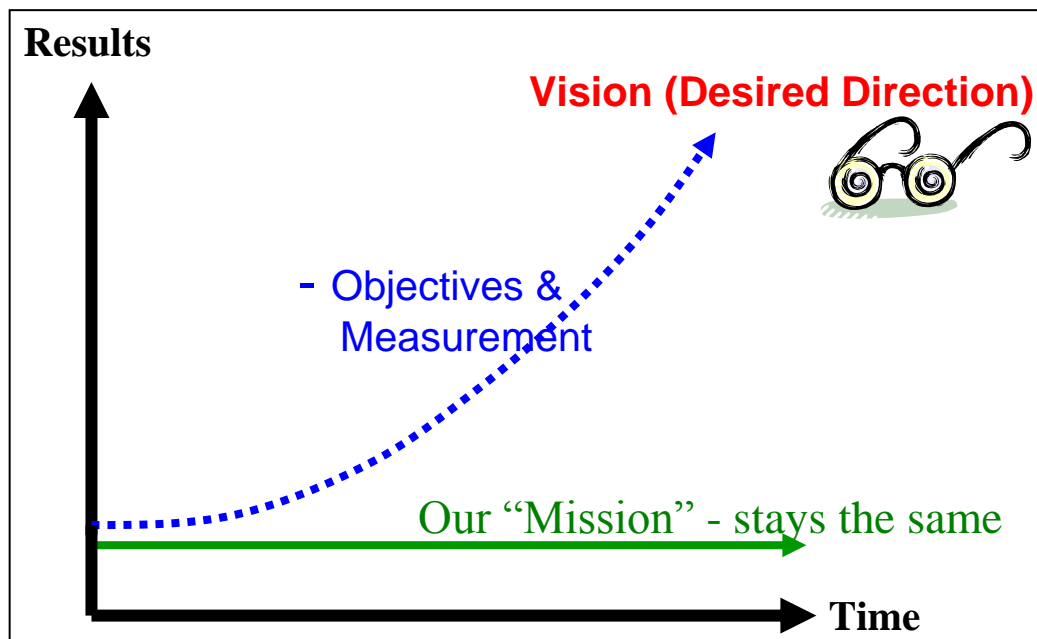 Results
Vision (Desired Direction)
- Objectives &
Measurement
Our “Mission” - stays the same
Time